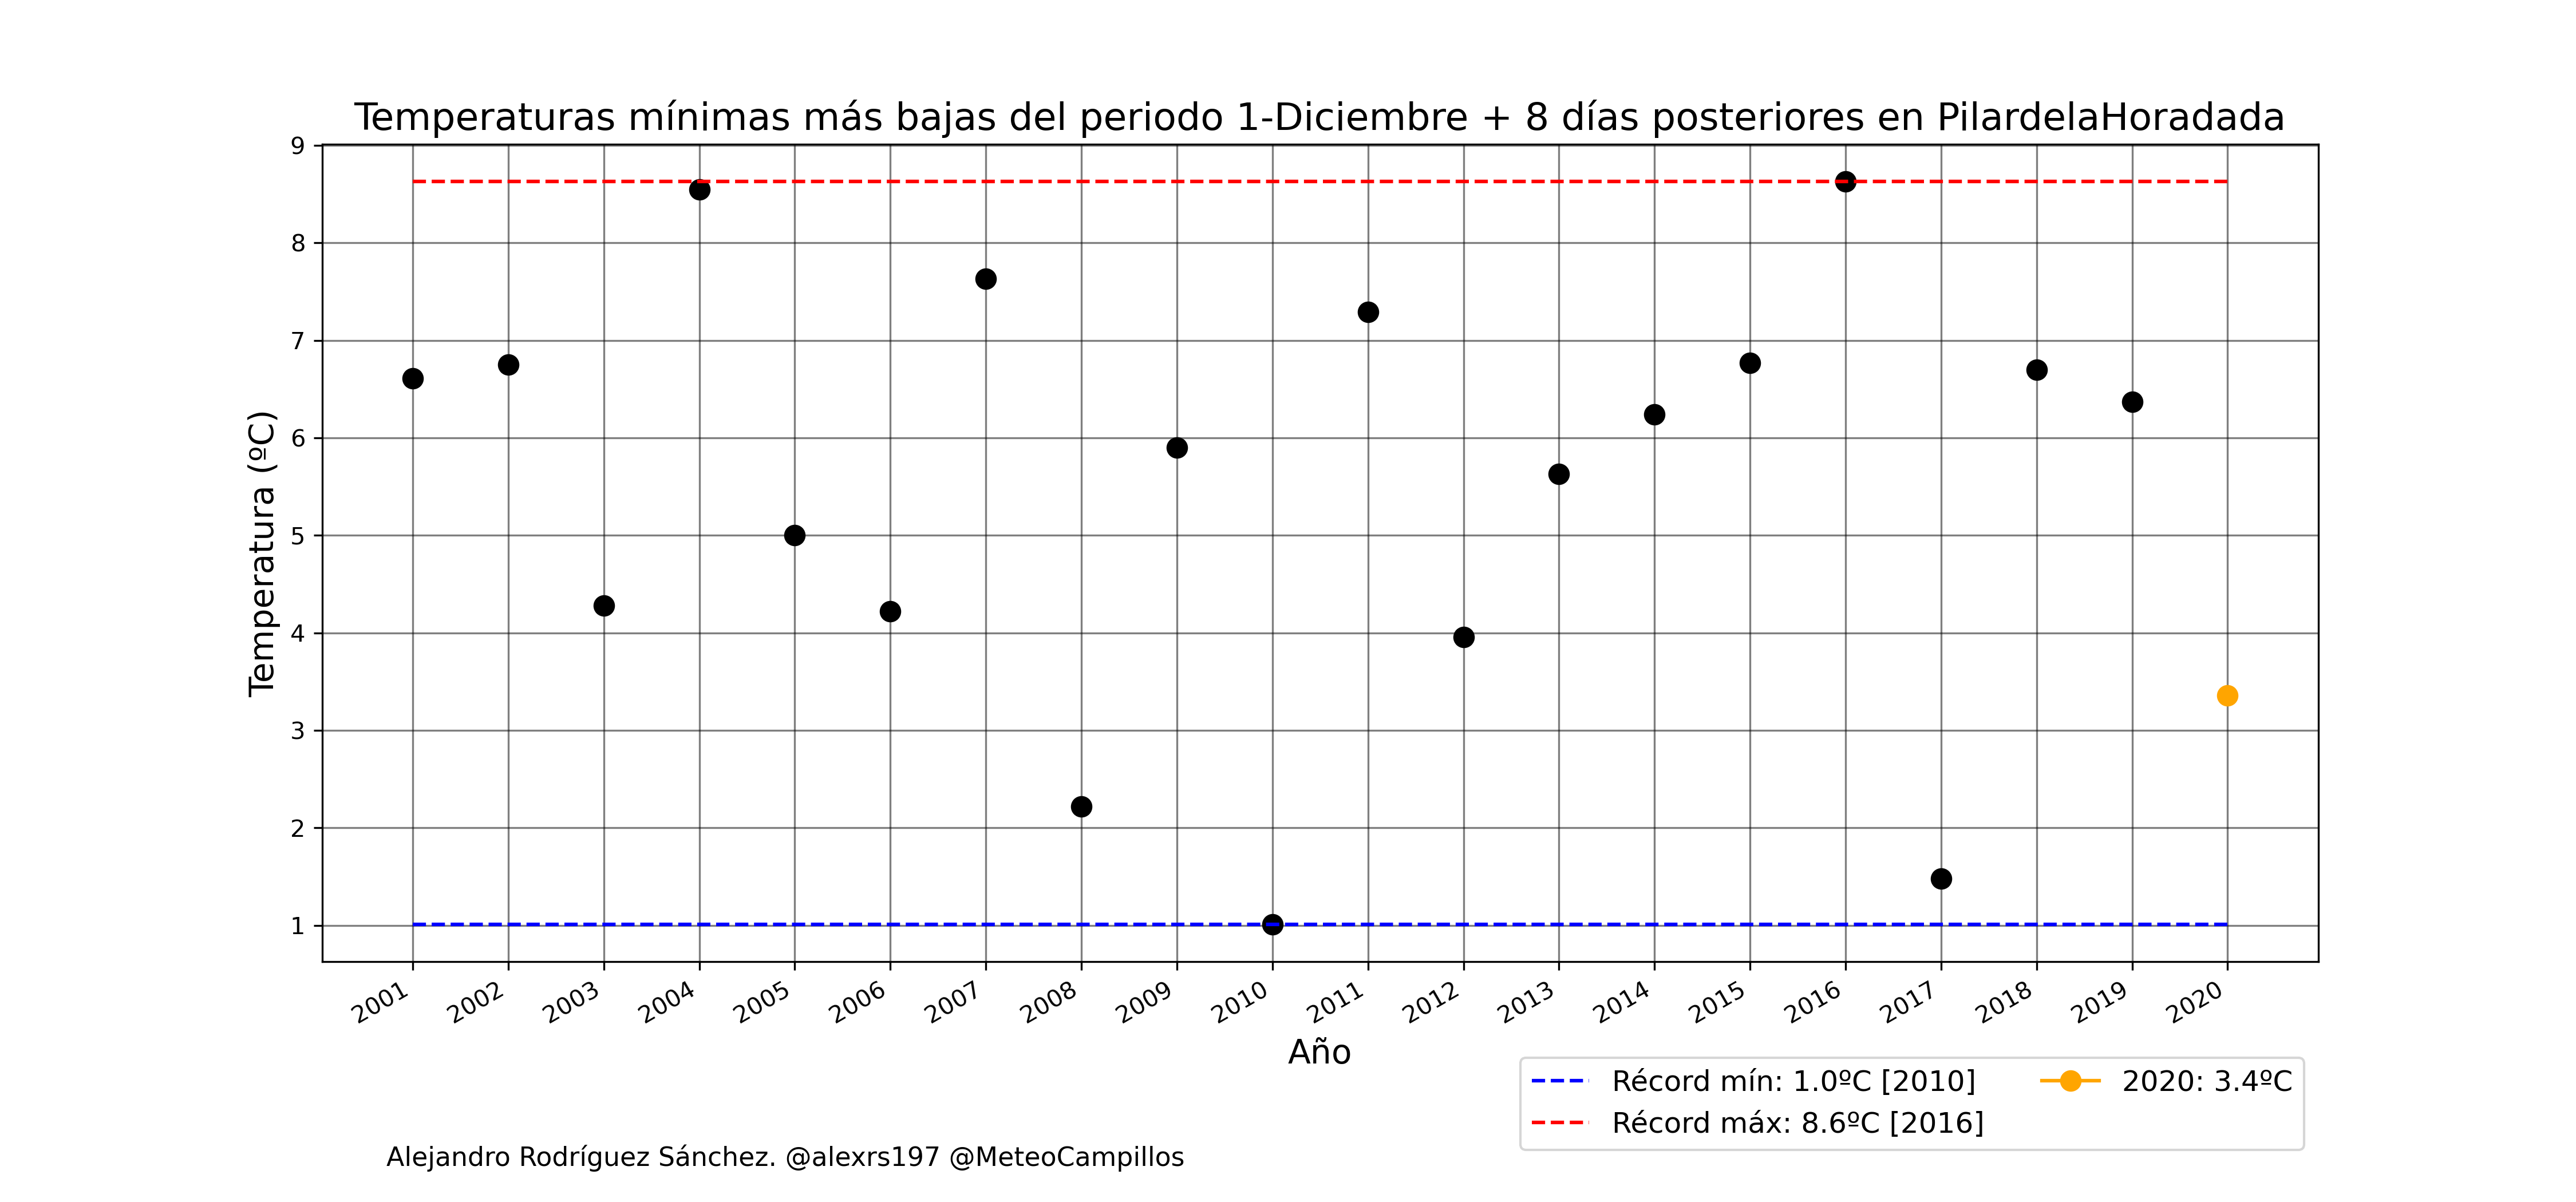 Temperaturas mínimas más bajas del periodo 1-Diciembre + 8 días posteriores en PilardelaHoradada
Temperatura (ºC)
9
8
7
6
5
4
3
2
1
2001 2002 2003 2004 2005 2006 2007 2008 2009 2010 2011 2012 2013 2014 2015 2016 2017 2018 2019 2020
Año
Récord mín: 1.0ºC [2010]
Récord máx: 8.6ºC [2016]
2020: 3.4ºC
Alejandro Rodríguez Sánchez. @alexrs197 @MeteoCampillos